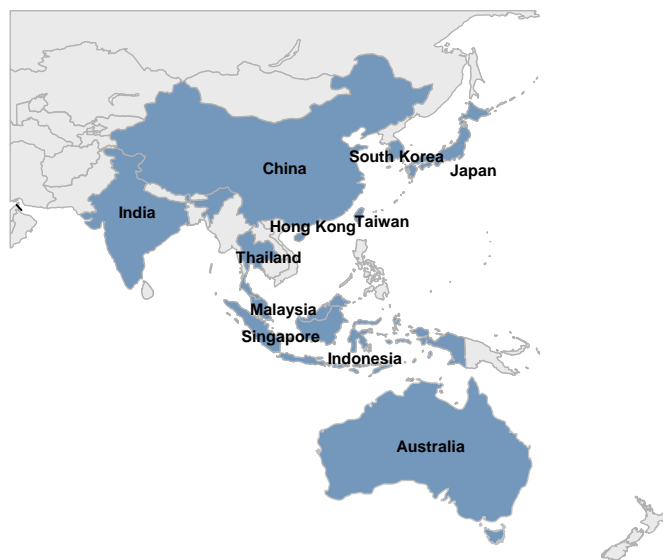 South Korea
China
Japan
India
Taiwan
Hong Kong
Thailand
Malaysia
Singapore
Indonesia
Australia